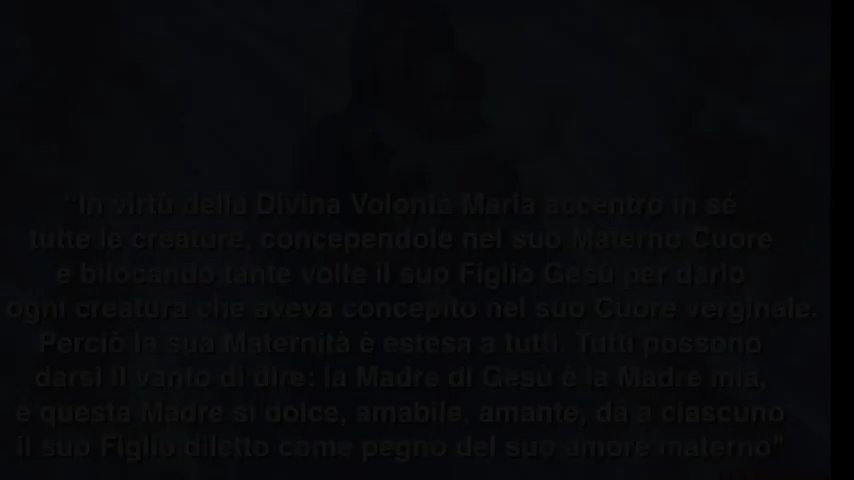 "In virtù della Divina Volontà Maria accentrò in sé
tutte le creature, concependole nel suo Materno Cuore
e bilocando tante volte il suo Figlio Gesù per darlo
ogni creatura che aveva concepito nel suo Cuore verginale.
Perciò la sua Maternità è estesa a tutti. Tutti possono
darsi il vanto di dire: la Madre di Gesù è la Madre mia,
e questa Madre sì dolce, amabile, amante, dà a ciascuno
il suo Figlio diletto come pegno del suo amore materno"